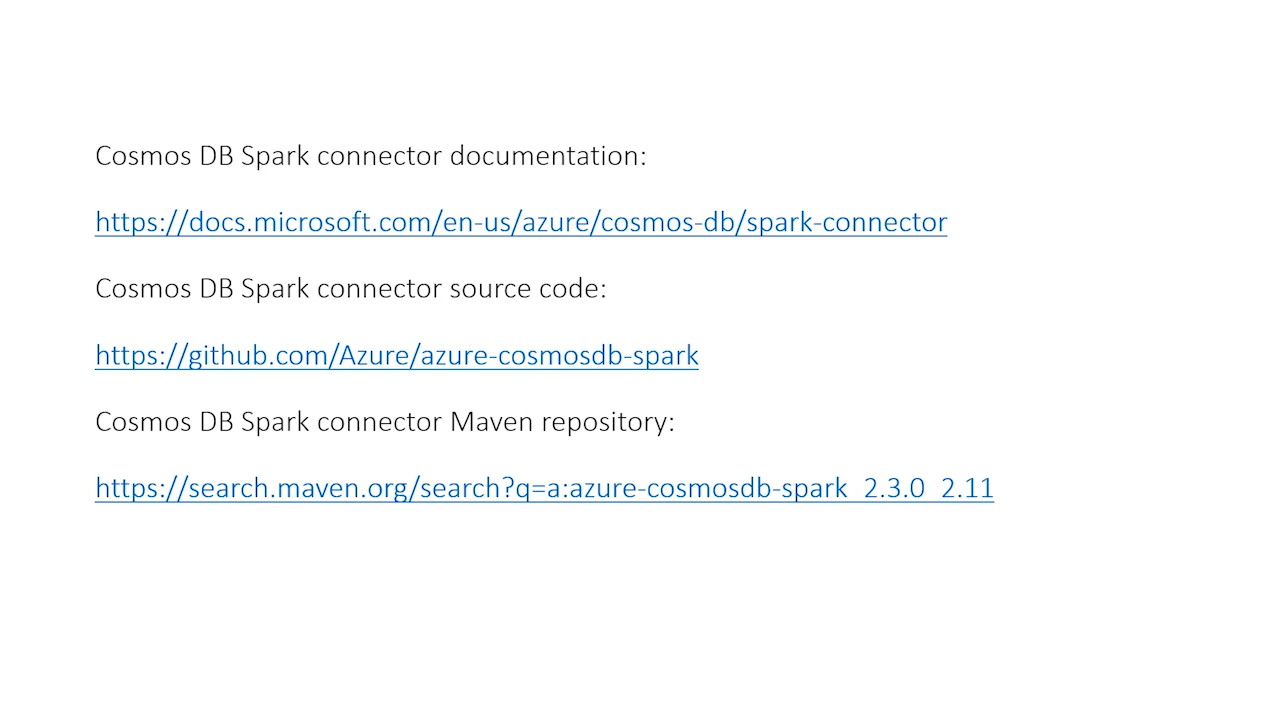 Cosmos DB Spark connector documentation:
https://docs.microsoft.com/en-us/azure/cosmos-db/spark-connector
Cosmos DB Spark connector source code:
https://github.com/Azure/azure-cosmosdb-spark
Cosmos DB Spark connector Maven repository:
https://search.maven.org/search?q=a:azure-cosmosdb-spark_2.3.0_2.11